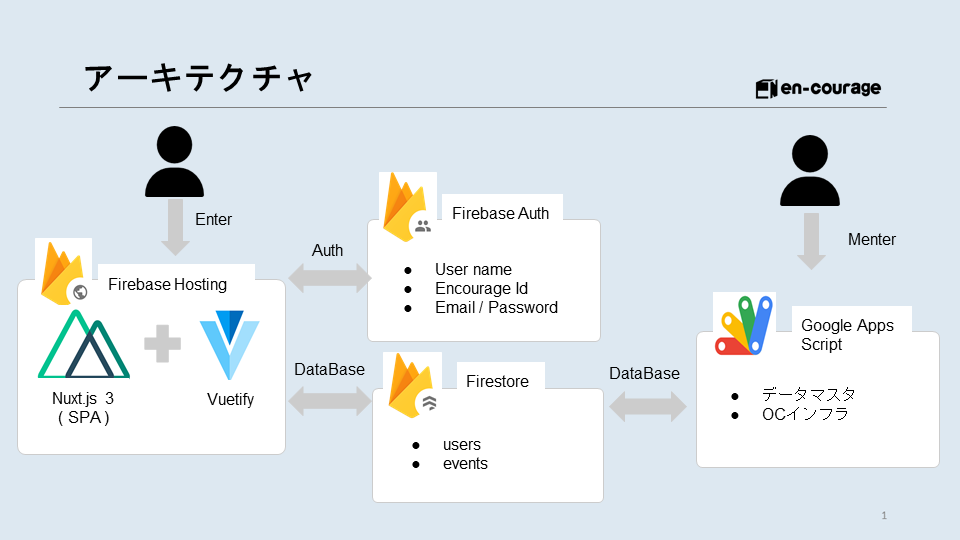 アーキテクチャ
en-courage
Enter
Menter
Firebase Auth
Auth
User name
Encourage Id
Email / Password
Firebase Hosting
Nuxt.js 3
( SPA )
Vuetify
DataBase
Firestore
users
events
DataBase
Google Apps
Script
データマスタ
OCインフラ
1